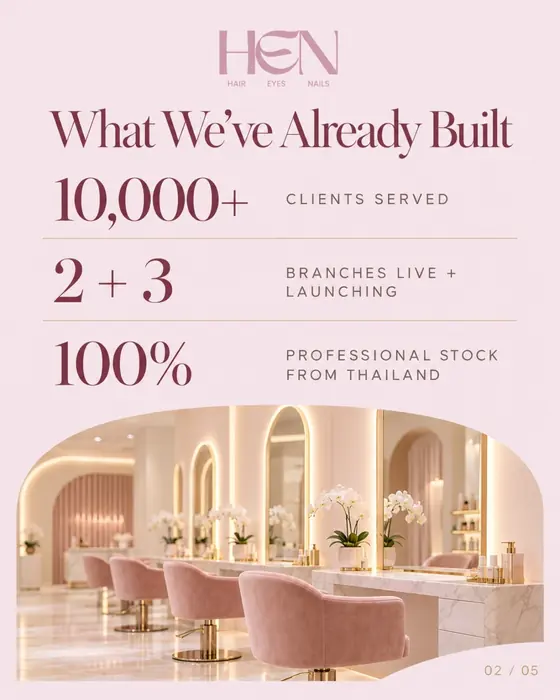 HEN
HAIR EYES NAILS
What We've Already Built
10,000+ CLIENTS SERVED
2 + 3 BRANCHES LIVE +
LAUNCHING
100% PROFESSIONAL STOCK
FROM THAILAND
02 / 05